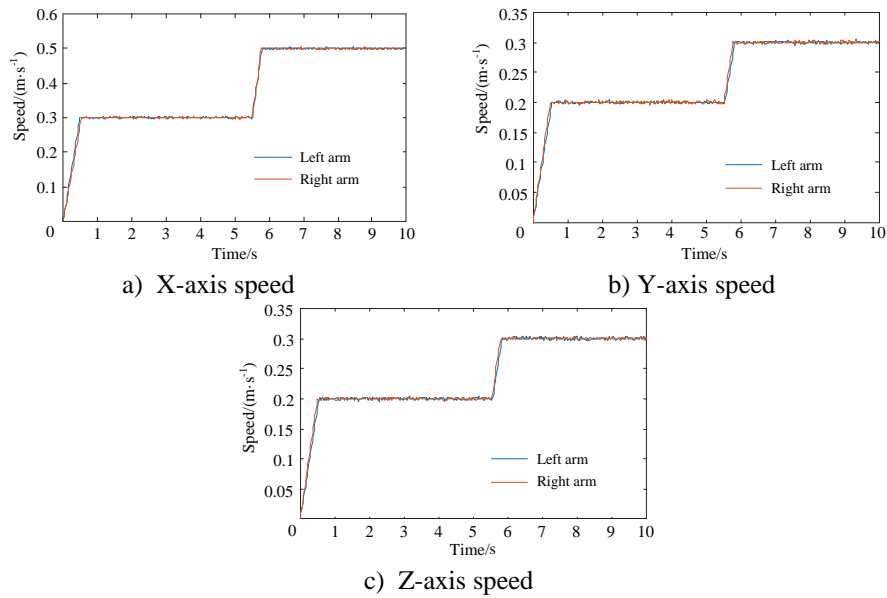 0.6
0.5
0.4
0.3
0.2
0.1
0
Speed/(m·s⁻¹)
Left arm
Right arm
1 2 3 4 5 6 7 8 9 10
Time/s
a) X-axis speed
0.35
0.3
0.25
0.2
0.15
0.1
0.05
0
Speed/(m·s⁻¹)
Left arm
Right arm
1 2 3 4 5 6 7 8 9 10
Time/s
b) Y-axis speed
0.35
0.3
0.25
0.2
0.15
0.1
0.05
0
Speed/(m·s⁻¹)
Left arm
Right arm
1 2 3 4 5 6 7 8 9 10
Time/s
c) Z-axis speed